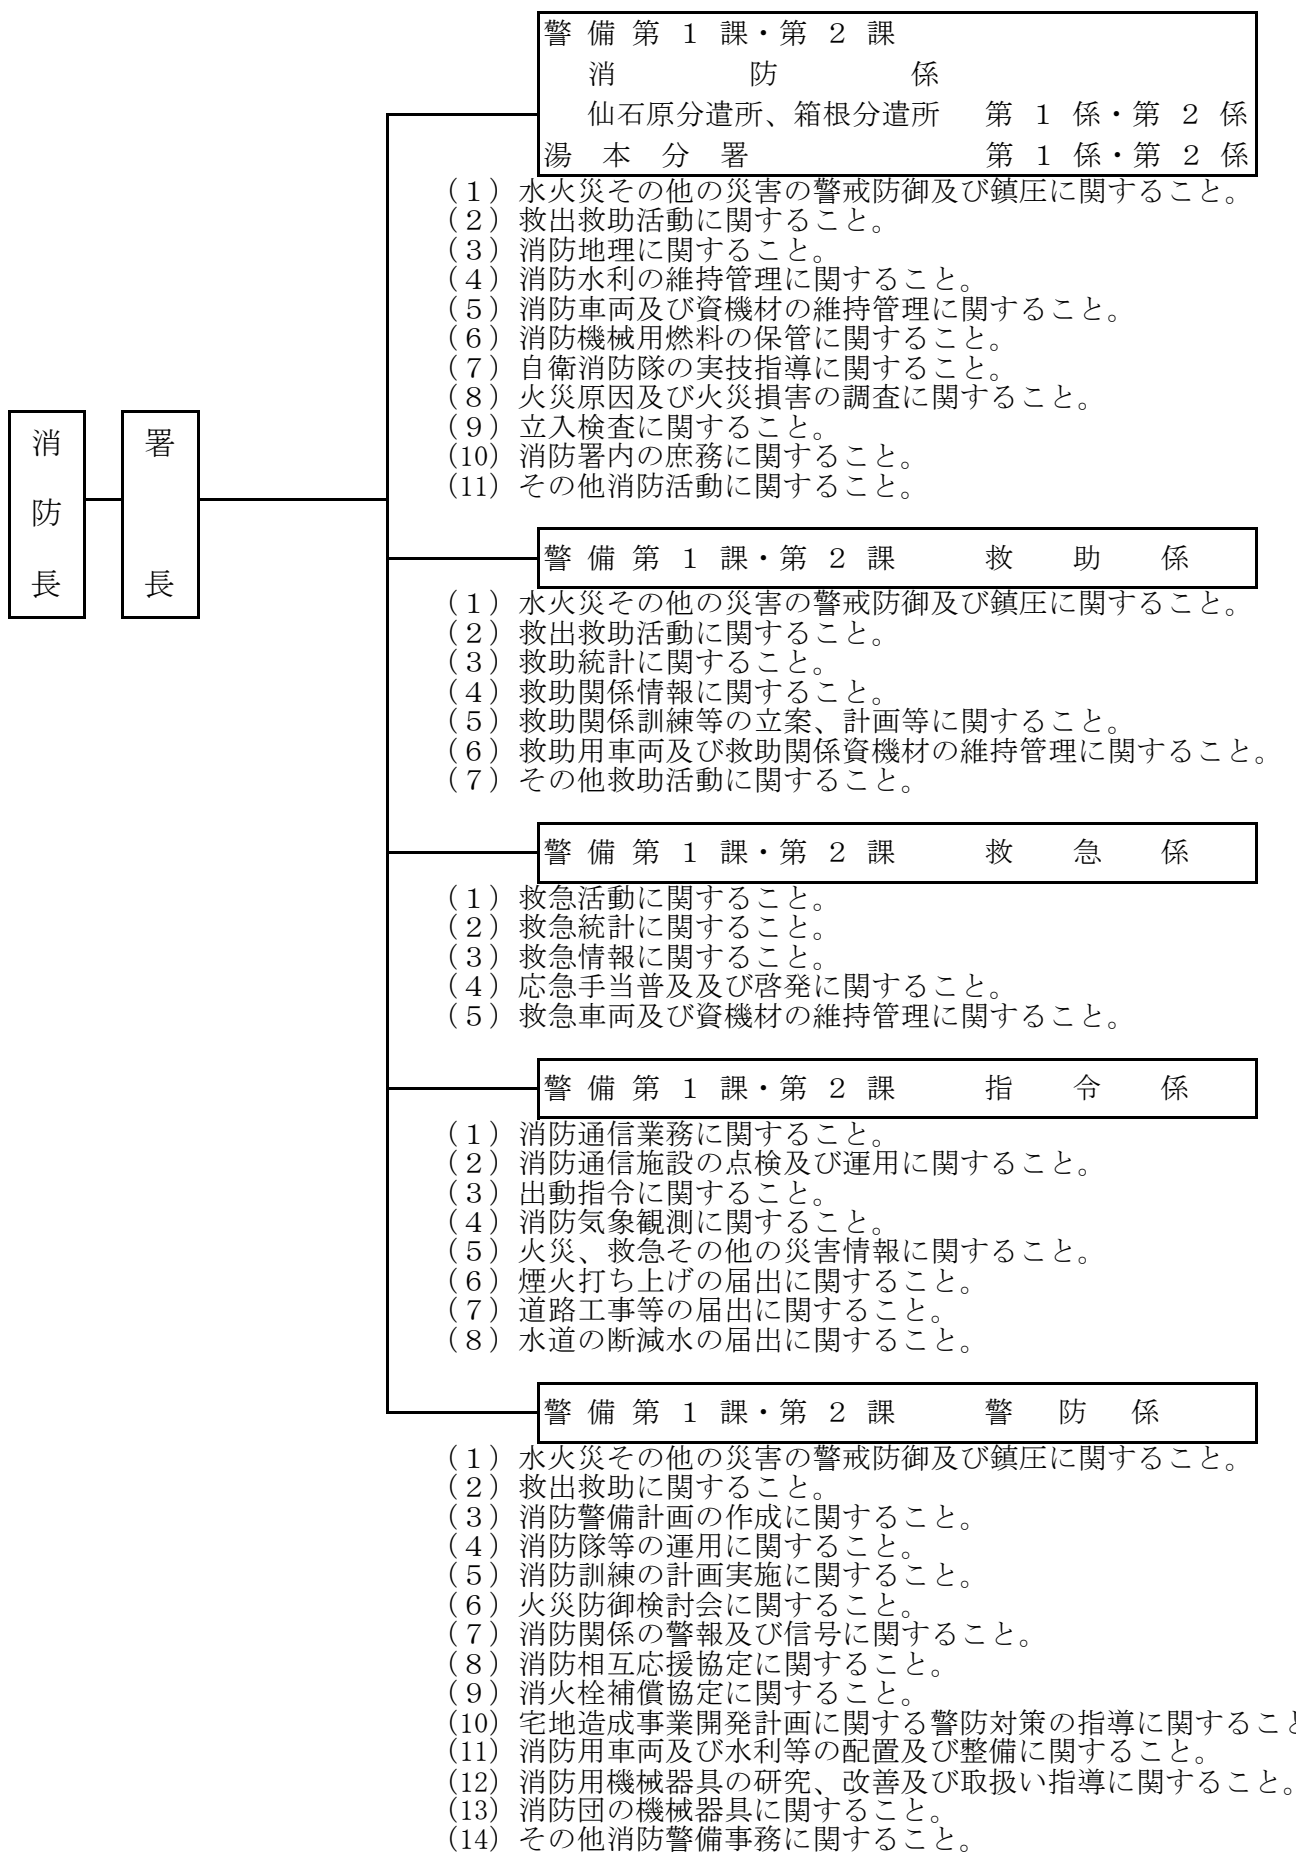 警備第１課・第２課
消防係
仙石原分遣所、箱根分遣所 第１係・第２係
湯本分署 第１係・第２係
（１）水火災その他の災害の警戒防御及び鎮圧に関すること。
（２）救出救助活動に関すること。
（３）消防地理に関すること。
（４）消防水利の維持管理に関すること。
（５）消防車両及び資機材の維持管理に関すること。
（６）消防機械用燃料の保管に関すること。
（７）自衛消防隊の実技指導に関すること。
（８）火災原因及び火災損害の調査に関すること。
（９）立入検査に関すること。
(10) 消防署内の庶務に関すること。
(11) その他消防活動に関すること。
消防長
署長
警備第１課・第２課 救助係
（１）水火災その他の災害の警戒防御及び鎮圧に関すること。
（２）救出救助活動に関すること。
（３）救助統計に関すること。
（４）救助関係情報に関すること。
（５）救助関係訓練等の立案、計画等に関すること。
（６）救助用車両及び救助関係資機材の維持管理に関すること。
（７）その他救助活動に関すること。
警備第１課・第２課 救急係
（１）救急活動に関すること。
（２）救急統計に関すること。
（３）救急情報に関すること。
（４）応急手当普及及び啓発に関すること。
（５）救急車両及び資機材の維持管理に関すること。
警備第１課・第２課 指令係
（１）消防通信業務に関すること。
（２）消防通信施設の点検及び運用に関すること。
（３）出動指令に関すること。
（４）消防気象観測に関すること。
（５）火災、救急その他の災害情報に関すること。
（６）煙火打ち上げの届出に関すること。
（７）道路工事等の届出に関すること。
（８）水道の断減水の届出に関すること。
警備第１課・第２課 警防係
（１）水火災その他の災害の警戒防御及び鎮圧に関すること。
（２）救出救助に関すること。
（３）消防警備計画の作成に関すること。
（４）消防隊等の運用に関すること。
（５）消防訓練の計画実施に関すること。
（６）火災防御検討会に関すること。
（７）消防関係の警報及び信号に関すること。
（８）消防相互応援協定に関すること。
（９）消火栓補償協定に関すること。
(10) 宅地造成事業開発計画に関する警防対策の指導に関すること
(11) 消防用車両及び水利等の配置及び整備に関すること。
(12) 消防用機械器具の研究、改善及び取扱い指導に関すること。
(13) 消防団の機械器具に関すること。
(14) その他消防警備事務に関すること。